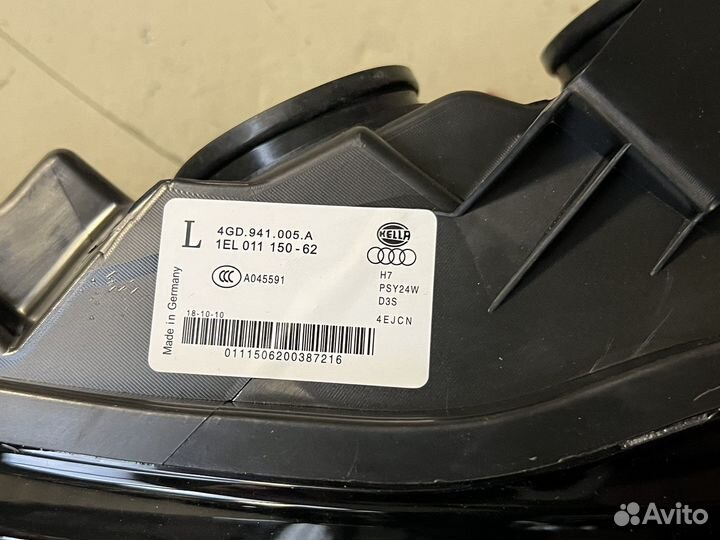 L
4GD.941.005.A
1EL 011 150-62
HELLA
CCC
A045591
H7
PSY24W
D3S
4EJCN
Made in Germany
18-10-10
0111506200387216
Avito